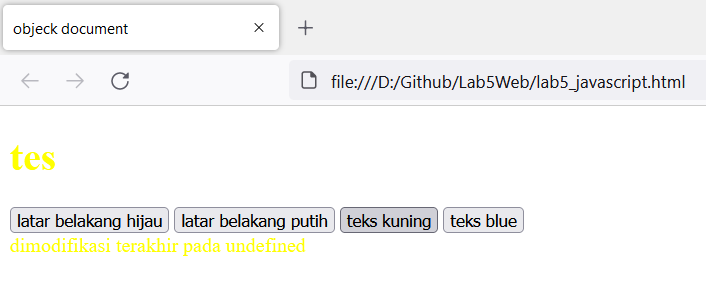 objeck document
file:///D:/Github/Lab5Web/lab5_javascript.html
tes
latar belakang hijau latar belakang putih teks kuning teks blue
dimodifikasi terakhir pada undefined